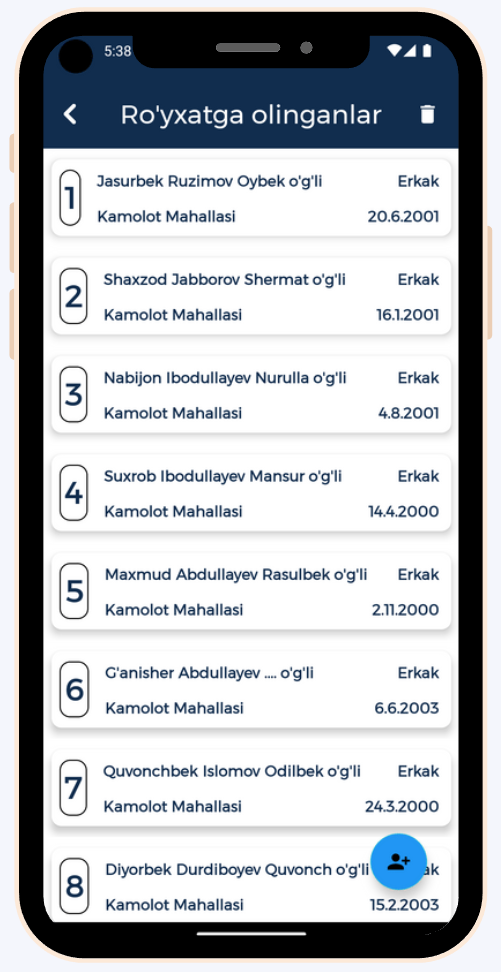 5:38
Ro'yxatga olinganlar
1
Jasurbek Ruzimov Oybek o'g'li Erkak
Kamolot Mahallasi 20.6.2001
2
Shaxzod Jabborov Shermat o'g'li Erkak
Kamolot Mahallasi 16.1.2001
3
Nabijon Ibodullayev Nurulla o'g'li Erkak
Kamolot Mahallasi 4.8.2001
4
Suxrob Ibodullayev Mansur o'g'li Erkak
Kamolot Mahallasi 14.4.2000
5
Maxmud Abdullayev Rasulbek o'g'li Erkak
Kamolot Mahallasi 2.11.2000
6
G'anisher Abdullayev .... o'g'li Erkak
Kamolot Mahallasi 6.6.2003
7
Quvonchbek Islomov Odilbek o'g'li Erkak
Kamolot Mahallasi 24.3.2000
8
Diyorbek Durdiboyev Quvonch o'g'li
Kamolot Mahallasi 15.2.2003